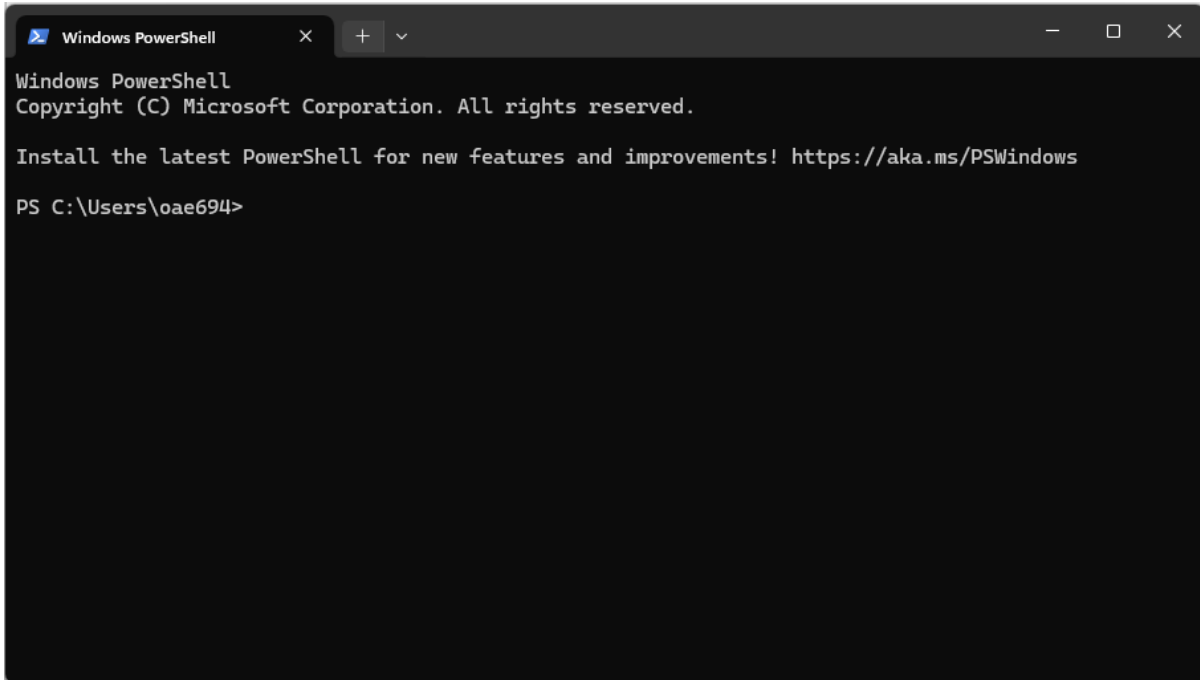 Windows PowerShell
Windows PowerShell
Copyright (C) Microsoft Corporation. All rights reserved.
Install the latest PowerShell for new features and improvements! https://aka.ms/PSWindows
PS C:\Users\oae694>